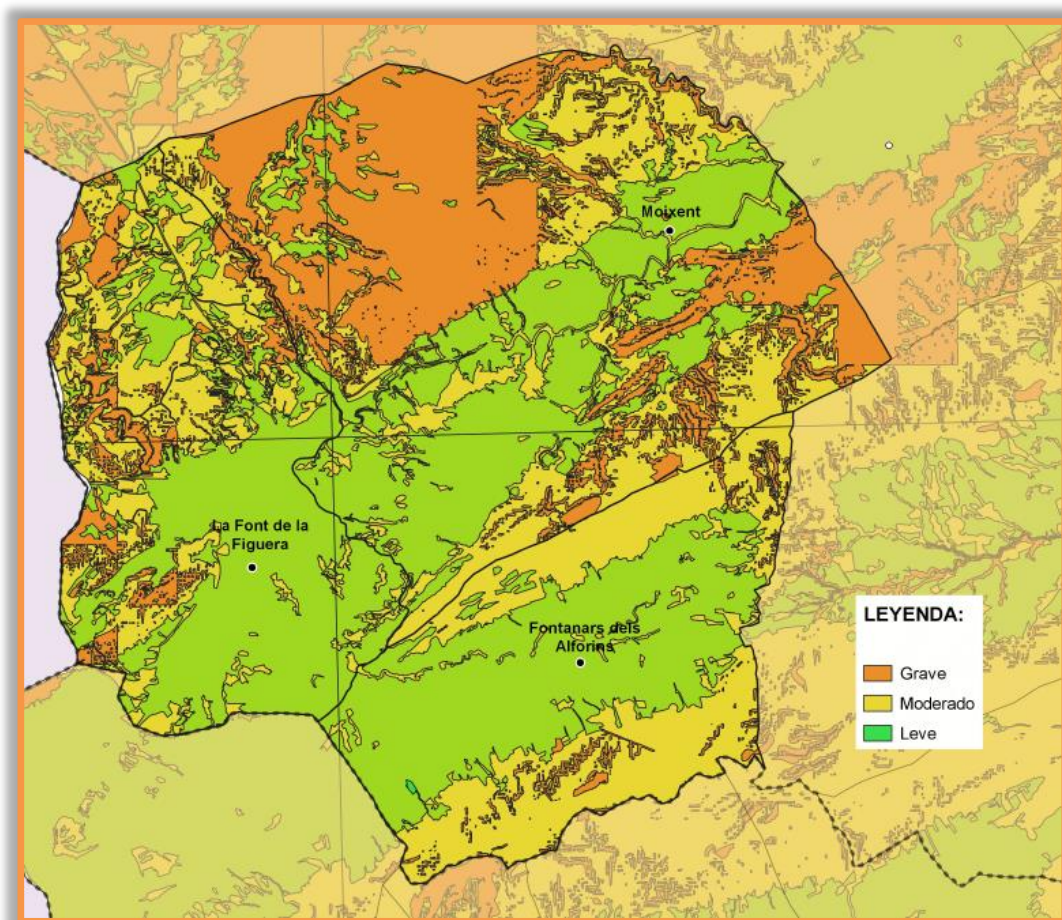 Moixent
La Font de la
Figuera
Fontanars dels
Alforins
LEYENDA:
Grave
Moderado
Leve